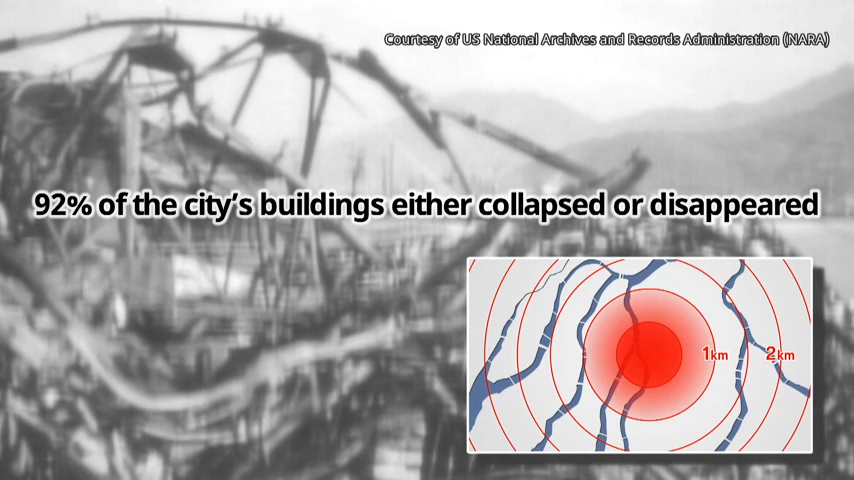 Courtesy of US National Archives and Records Administration (NARA)
92% of the city’s buildings either collapsed or disappeared
1km
2km